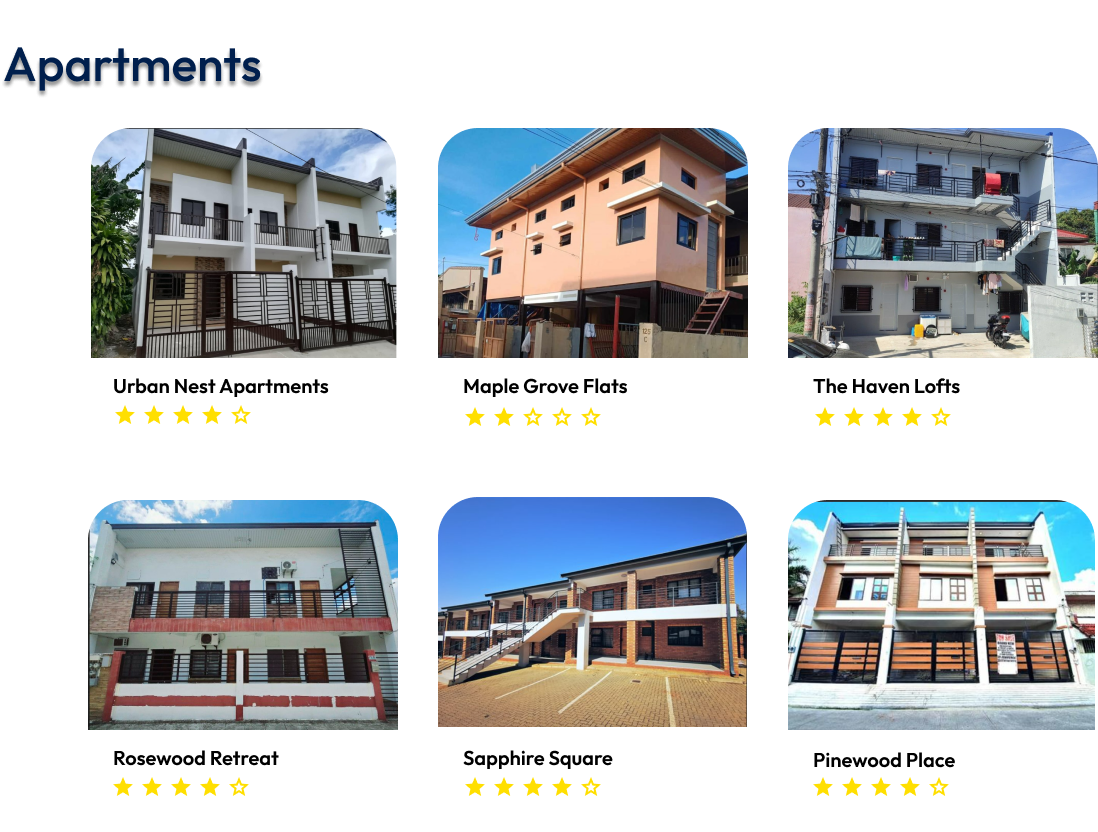 Apartments
Urban Nest Apartments
Maple Grove Flats
The Haven Lofts
Rosewood Retreat
Sapphire Square
Pinewood Place